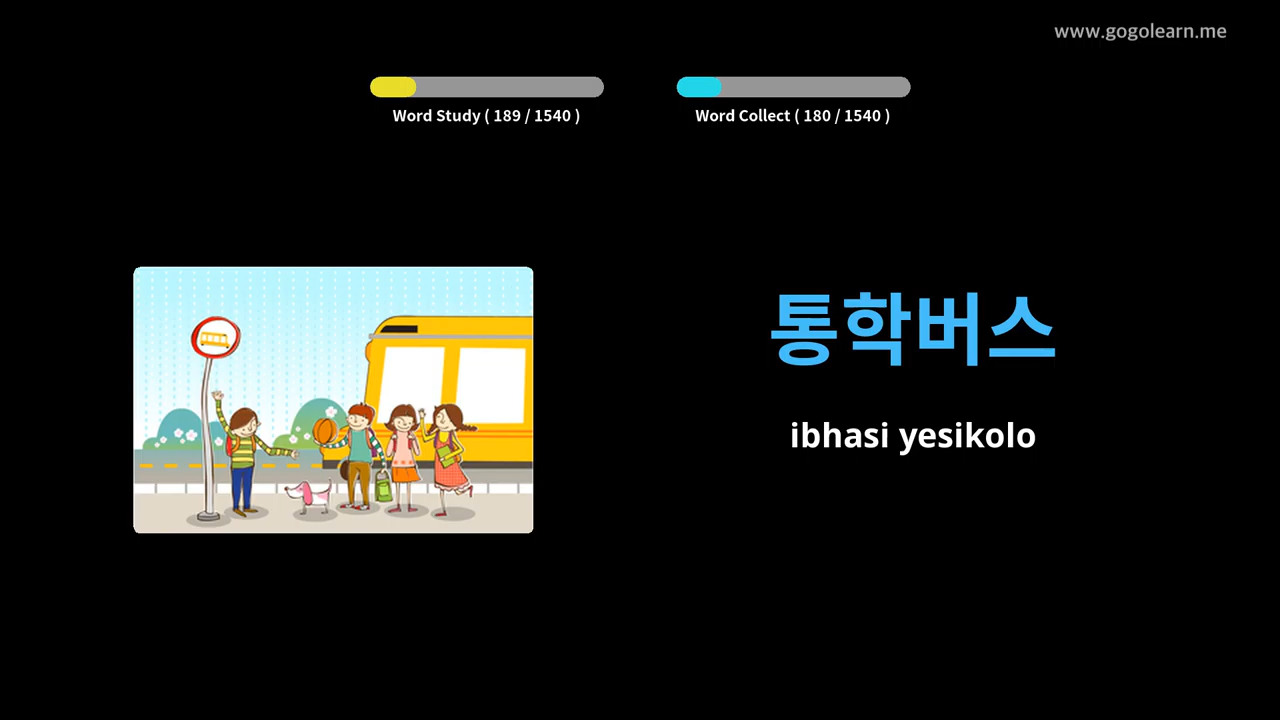 www.gogolearn.me
Word Study ( 189 / 1540 )
Word Collect ( 180 / 1540 )
통학버스
ibhasi yesikolo